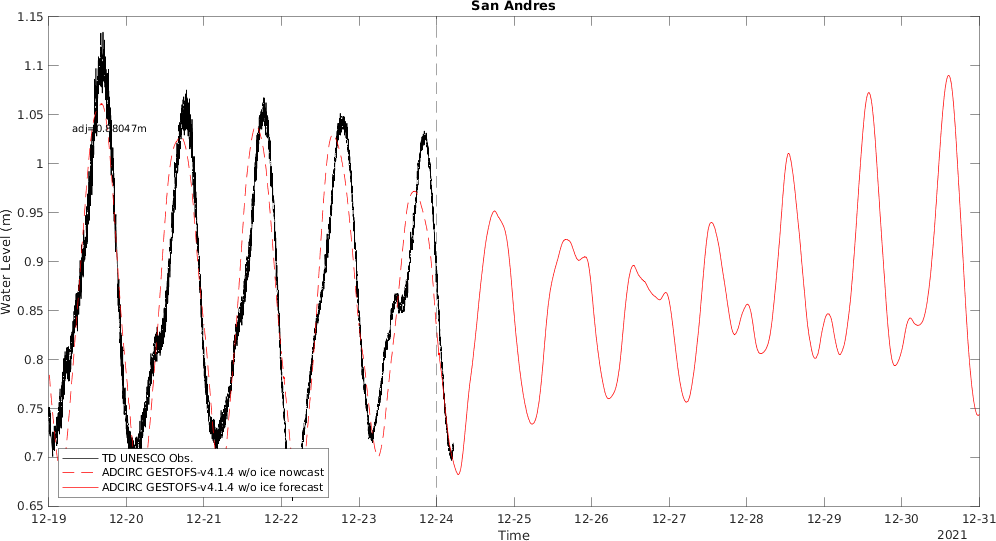 San Andres
1.15
1.1
1.05
1
0.95
0.9
0.85
0.8
0.75
0.7
0.65
Water Level (m)
adj=-0.88047m
TD UNESCO Obs.
ADCIRC GESTOFS-v4.1.4 w/o ice nowcast
ADCIRC GESTOFS-v4.1.4 w/o ice forecast
12-19 12-20 12-21 12-22 12-23 12-24 12-25 12-26 12-27 12-28 12-29 12-30 12-31
Time
2021